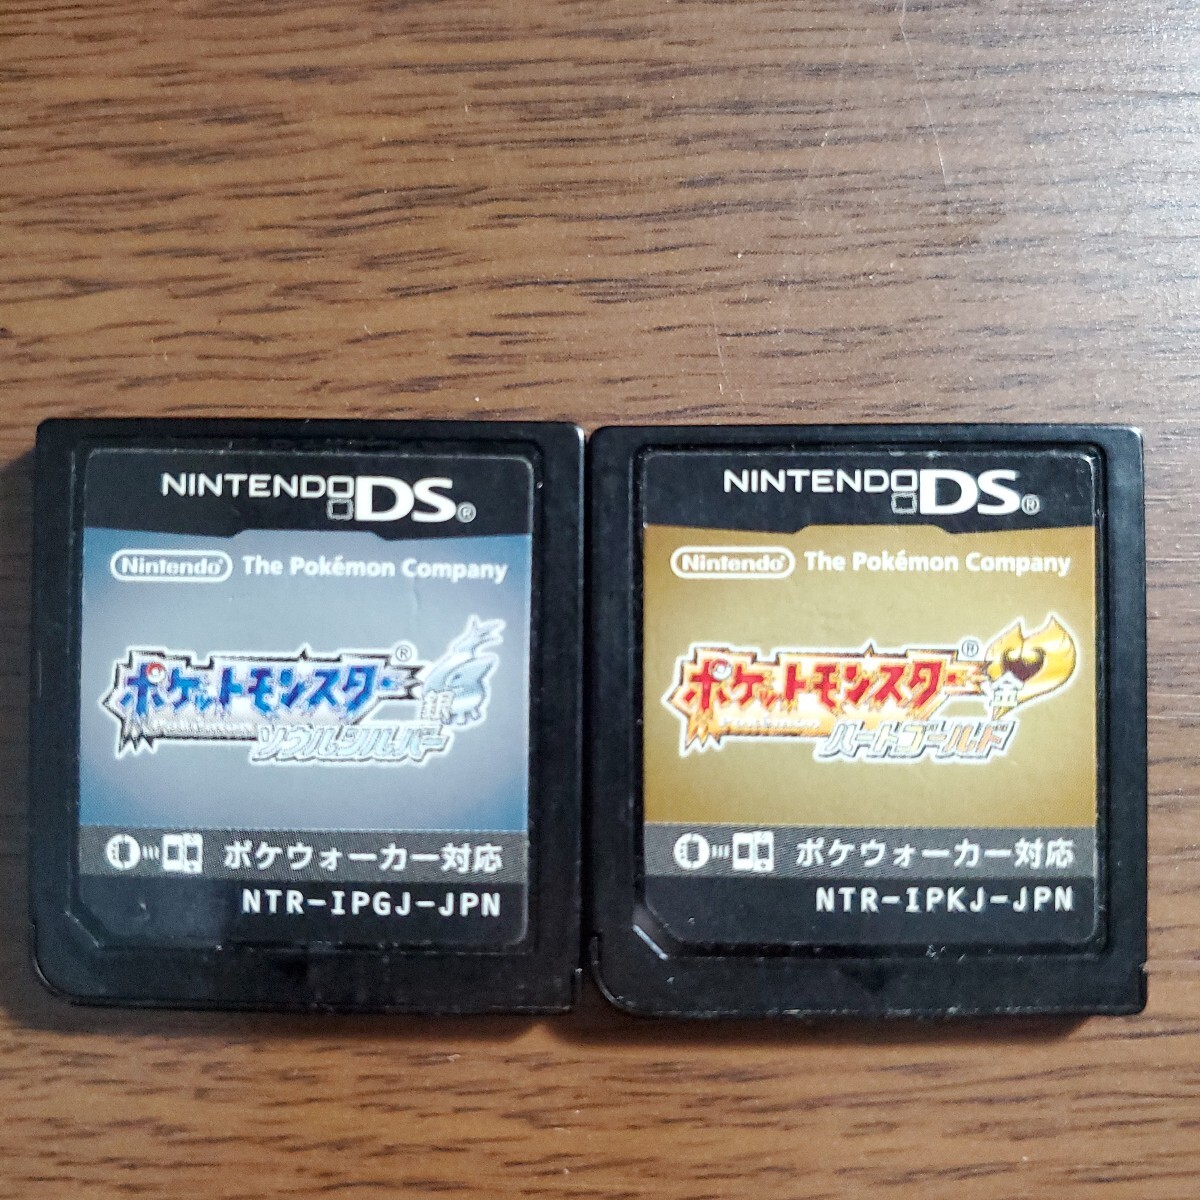 NINTENDO DS®
Nintendo® The Pokémon Company
ポケットモンスター®
銀
ソウルシルバー
ポケウォーカー対応
NTR-IPGJ-JPN
NINTENDO DS®
Nintendo® The Pokémon Company
ポケットモンスター®
金
ハートゴールド
ポケウォーカー対応
NTR-IPKJ-JPN